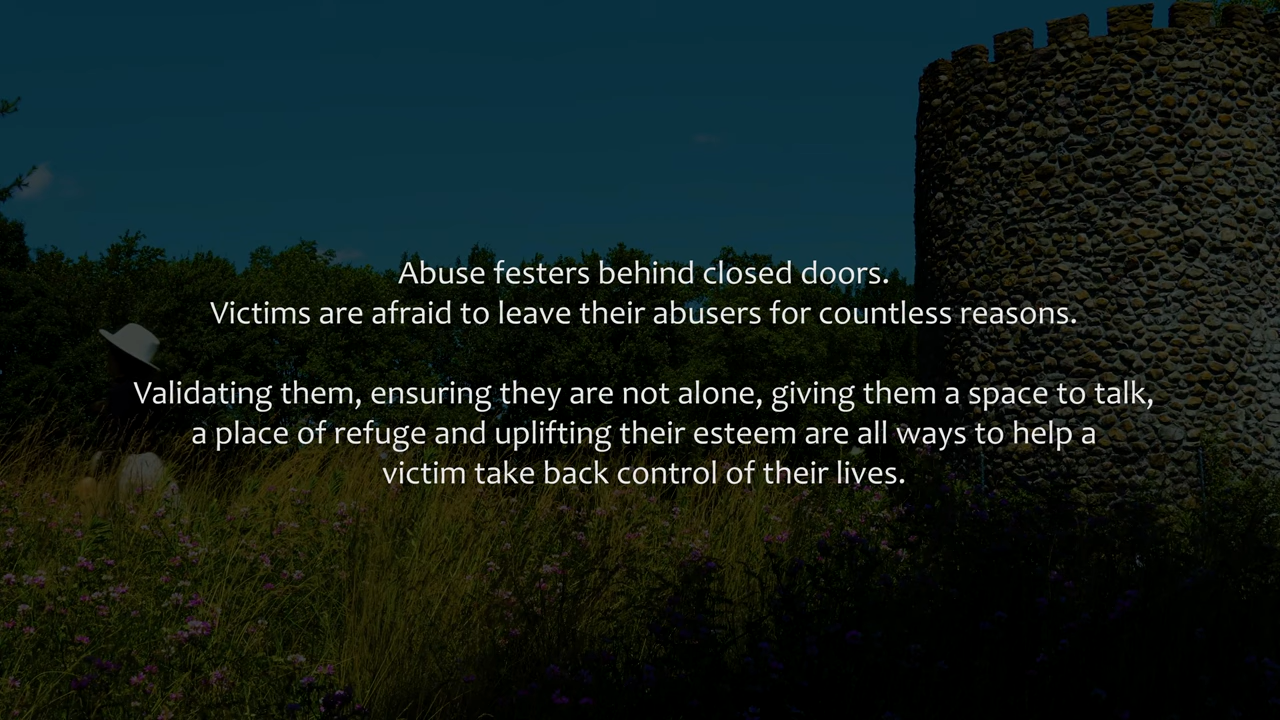 Abuse festers behind closed doors.
Victims are afraid to leave their abusers for countless reasons.
Validating them, ensuring they are not alone, giving them a space to talk,
a place of refuge and uplifting their esteem are all ways to help a
victim take back control of their lives.